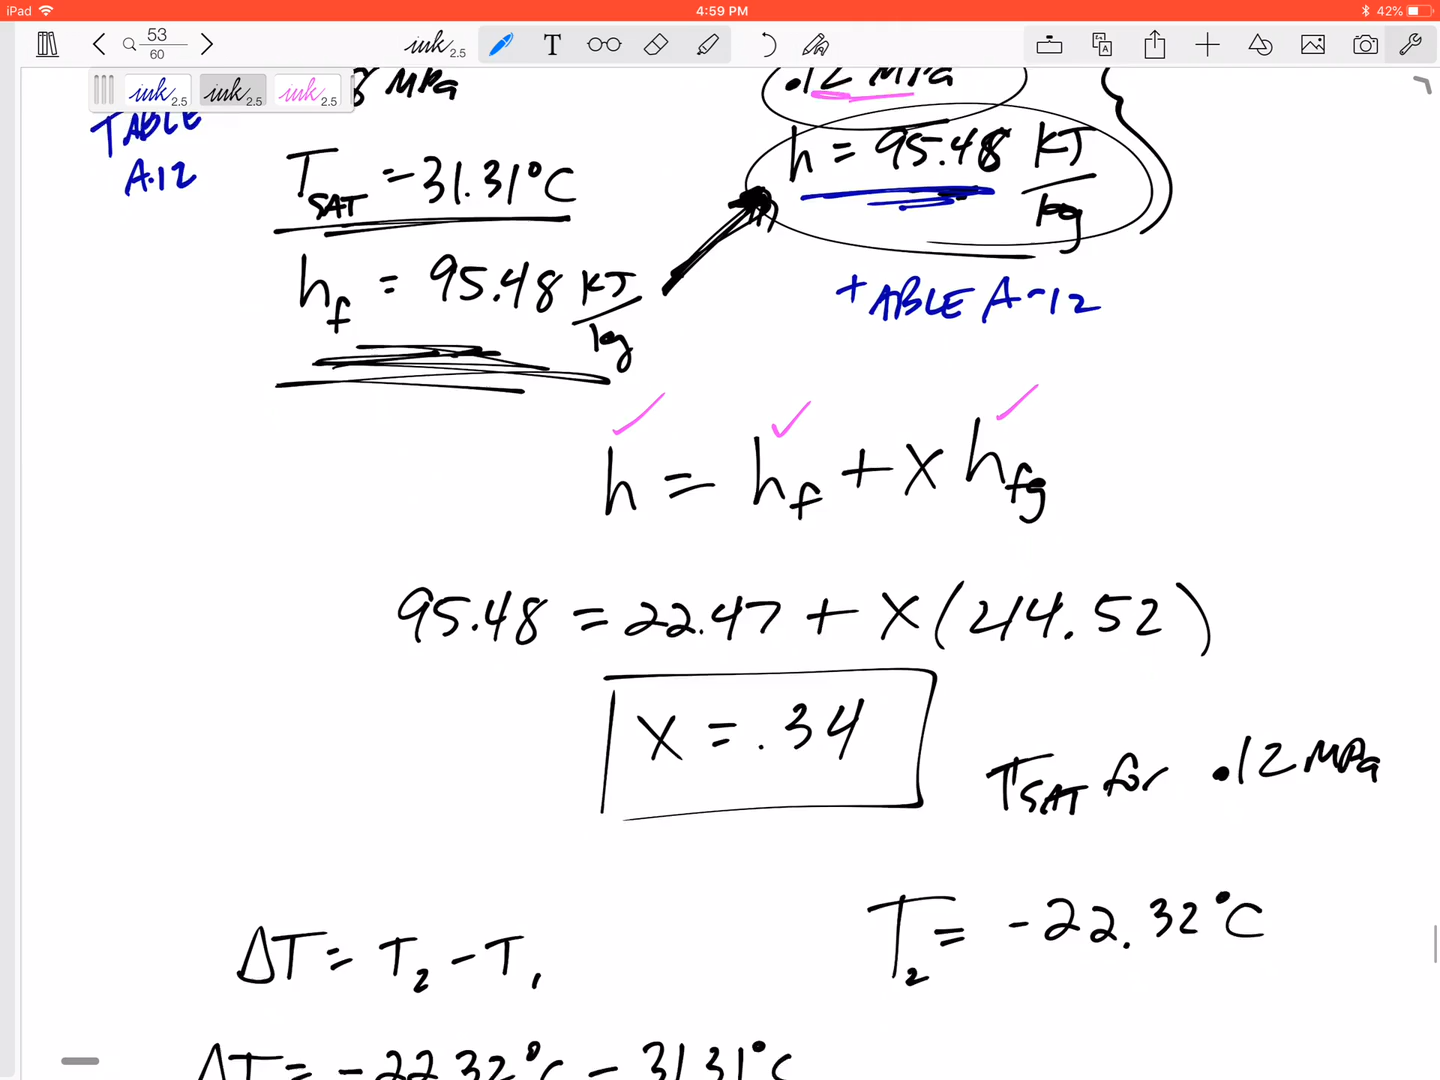 iPad 4:59 PM 42%
53
60
ink 2.5 T
ink 2.5 ink 2.5 ink 2.5
MPa .12 MPa
TABLE
A-12
T SAT -31.31°C
h = 95.48 KJ/kg
hf = 95.48 KJ/kg
TABLE A-12
h = hf + x hfg
95.48 = 22.47 + x(214.52)
x = .34
TSAT for .12 MPa
T2 = -22.32°C
ΔT = T2 - T1
ΔT = -22.32°C - 31.31°C